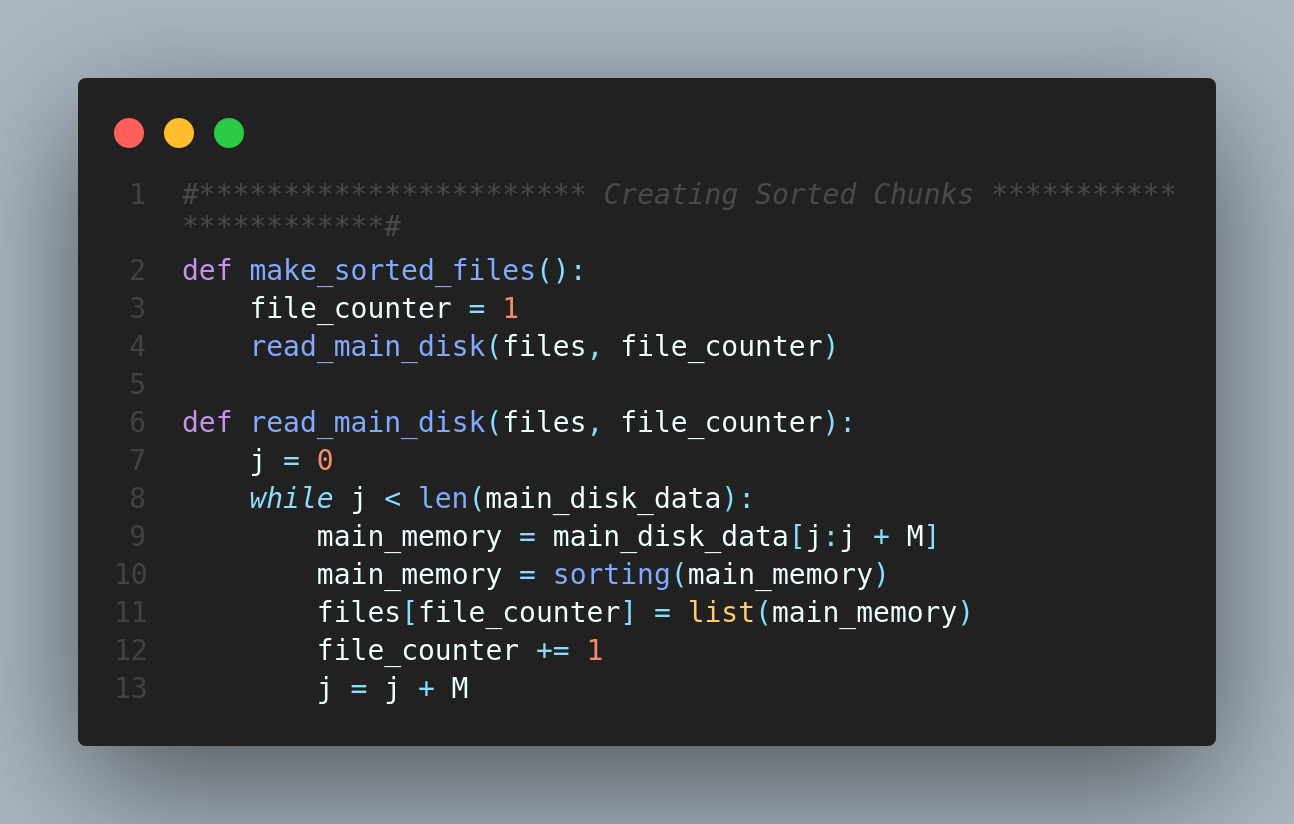 1 #*********************** Creating Sorted Chunks ***********
************#
2 def make_sorted_files():
3     file_counter = 1
4     read_main_disk(files, file_counter)
5
6 def read_main_disk(files, file_counter):
7     j = 0
8     while j < len(main_disk_data):
9         main_memory = main_disk_data[j:j + M]
10         main_memory = sorting(main_memory)
11         files[file_counter] = list(main_memory)
12         file_counter += 1
13         j = j + M